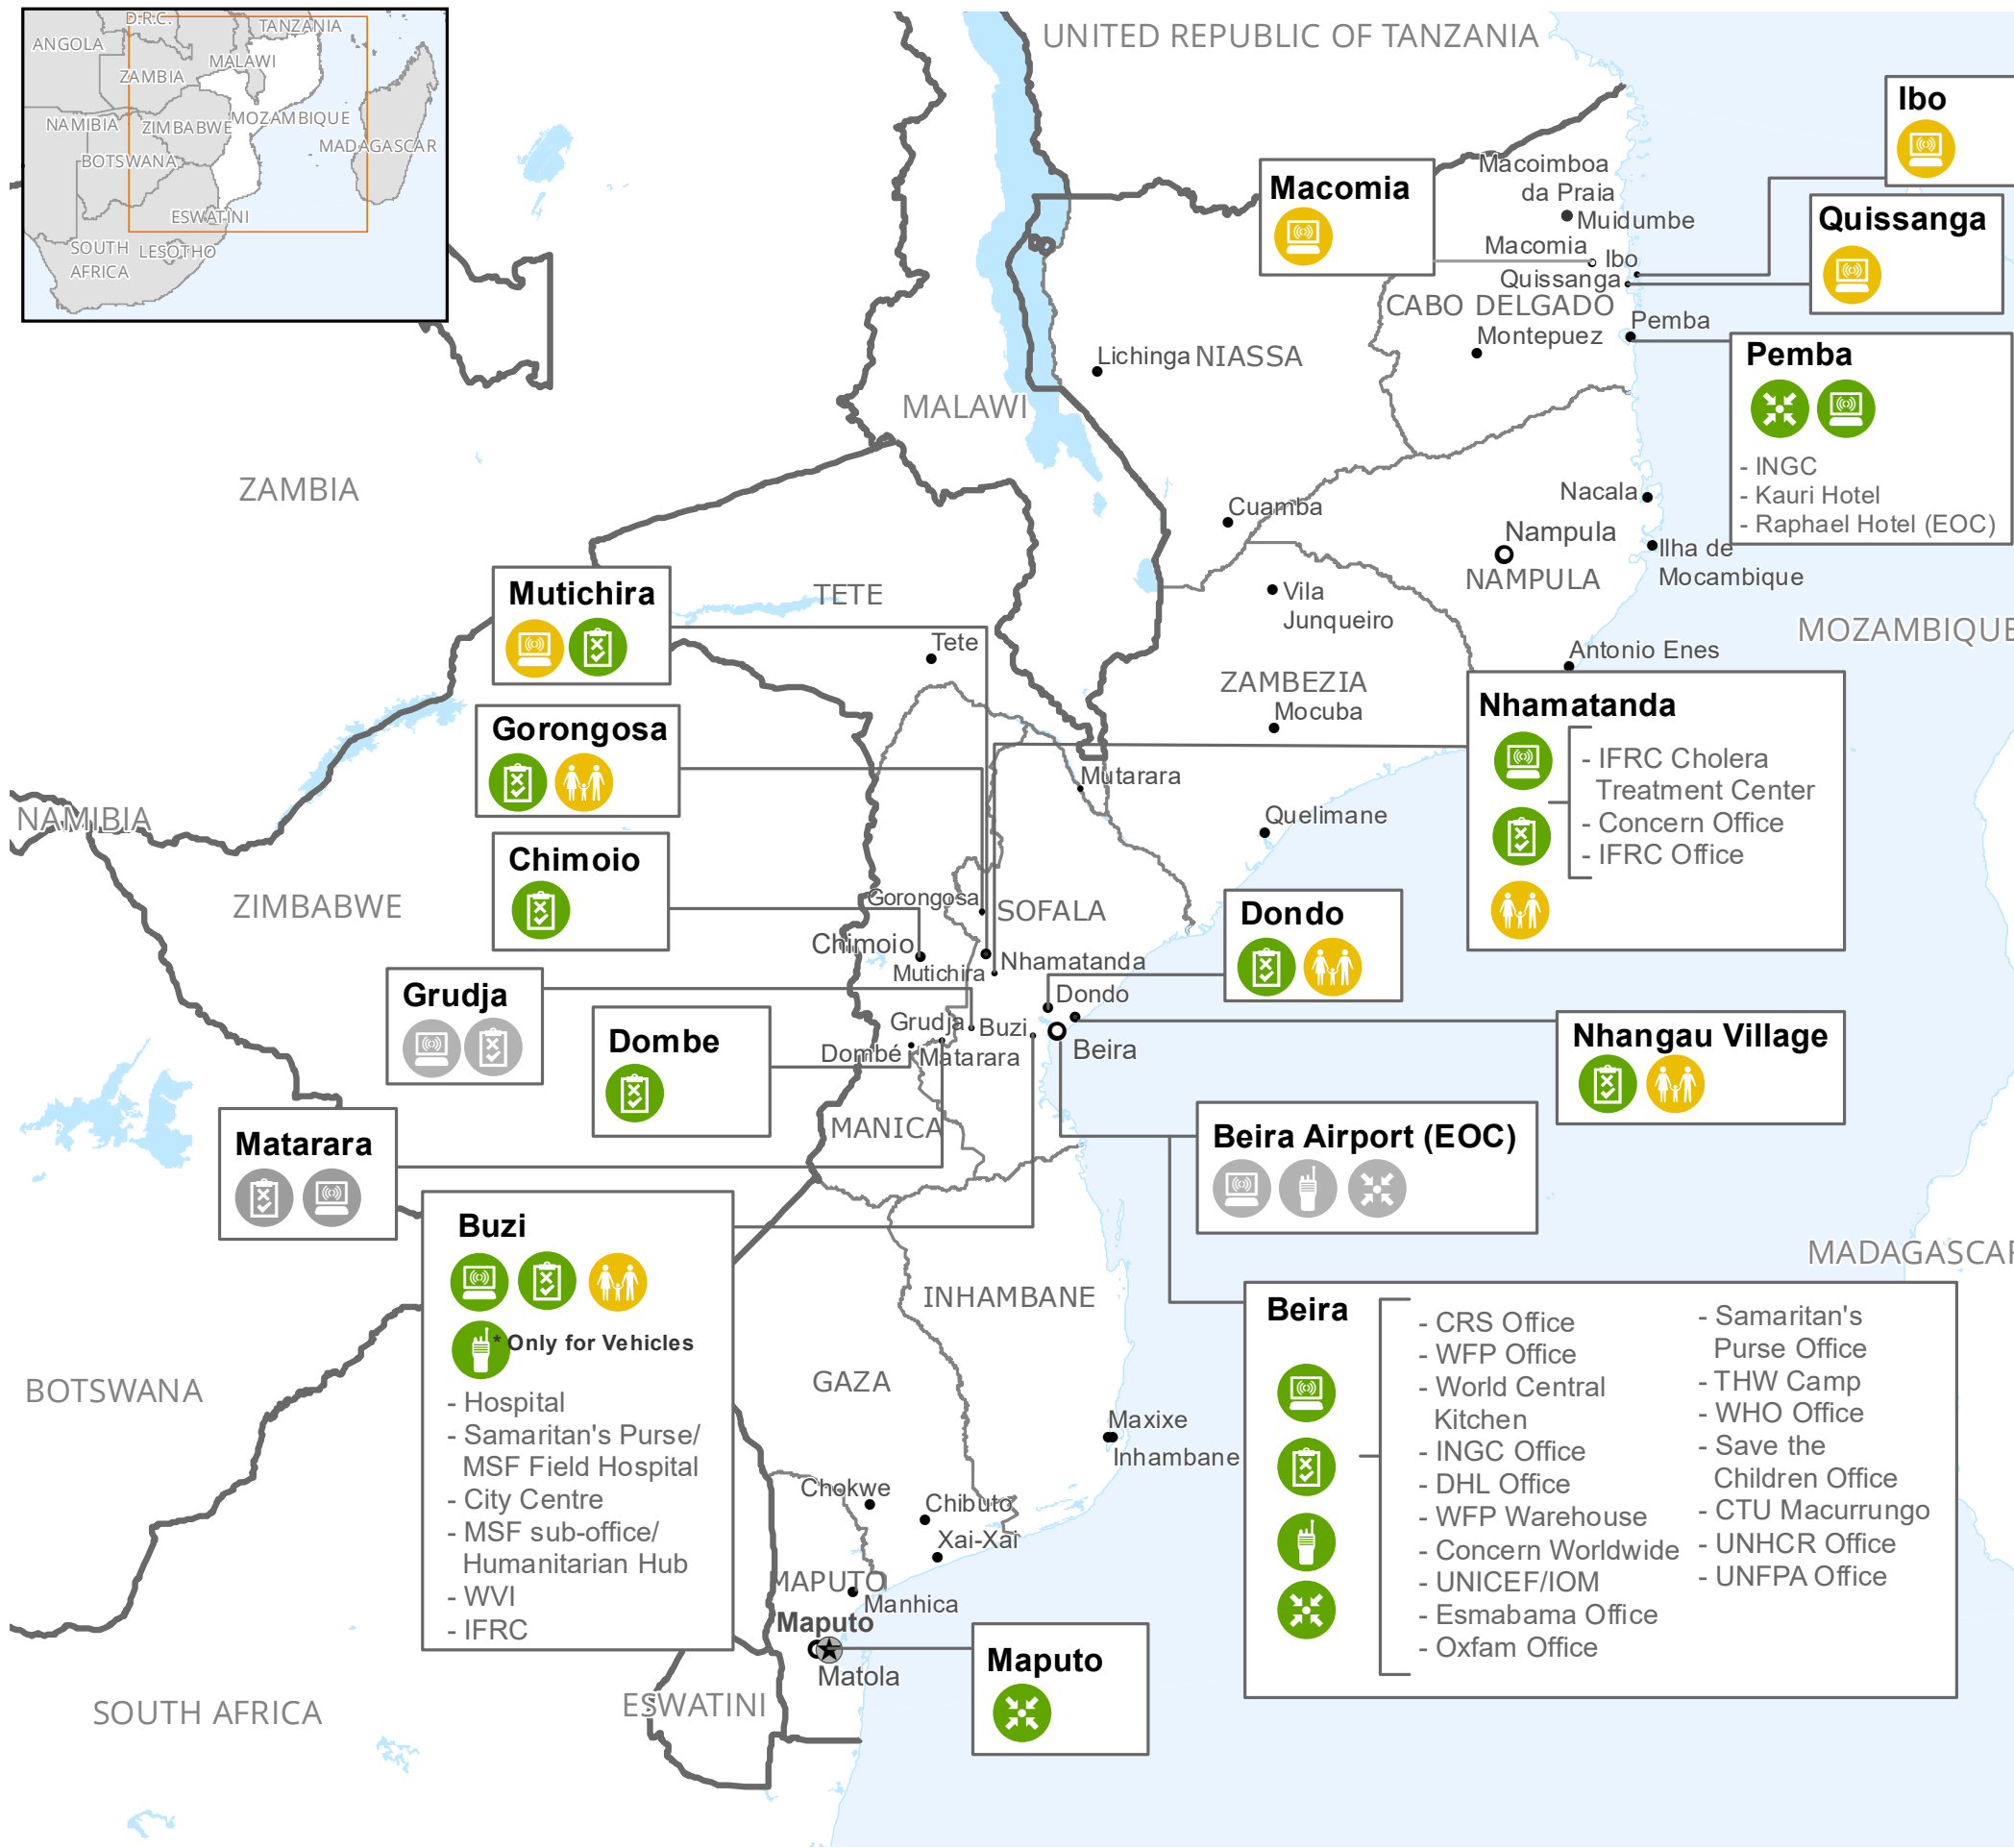 D.R.C.
TANZANIA
ANGOLA
MALAWI
ZAMBIA
NAMIBIA
ZIMBABWE
MOZAMBIQUE
MADAGASCAR
BOTSWANA
ESWATINI
SOUTH
AFRICA
LESOTHO
UNITED REPUBLIC OF TANZANIA
Ibo
Macomia
Macoimboa
da Praia
Muidumbe
Quissanga
Macomia
Ibo
Quissanga
CABO DELGADO
Montepuez
Pemba
Pemba
- INGC
- Kauri Hotel
- Raphael Hotel (EOC)
Lichinga
NIASSA
MALAWI
ZAMBIA
Cuamba
Nacala
Nampula
NAMPULA
Ilha de
Mocambique
Mutichira
TETE
Tete
Vila
Junqueiro
MOZAMBIQUE
Antonio Enes
ZAMBEZIA
Mocuba
Nhamatanda
- IFRC Cholera
Treatment Center
- Concern Office
- IFRC Office
Gorongosa
Mutarara
Quelimane
NAMIBIA
Chimoio
ZIMBABWE
Gorongosa
SOFALA
Chimoio
Mutichira
Nhamatanda
Dondo
Grudja
Dombe
Grudja
Buzi
Dondo
Beira
Dombé
Matarara
Nhangau Village
MANICA
Matarara
Beira Airport (EOC)
Buzi
* Only for Vehicles
- Hospital
- Samaritan's Purse/
MSF Field Hospital
- City Centre
- MSF sub-office/
Humanitarian Hub
- WVI
- IFRC
MADAGASCAR
INHAMBANE
BOTSWANA
GAZA
Maxixe
Inhambane
Beira
- CRS Office
- WFP Office
- World Central
Kitchen
- INGC Office
- DHL Office
- WFP Warehouse
- Concern Worldwide
- UNICEF/IOM
- Esmabama Office
- Oxfam Office
- Samaritan's
Purse Office
- THW Camp
- WHO Office
- Save the
Children Office
- CTU Macurrungo
- UNHCR Office
- UNFPA Office
Chokwe
Chibuto
Xai-Xai
MAPUTO
Manhica
Maputo
Matola
Maputo
ESWATINI
SOUTH AFRICA